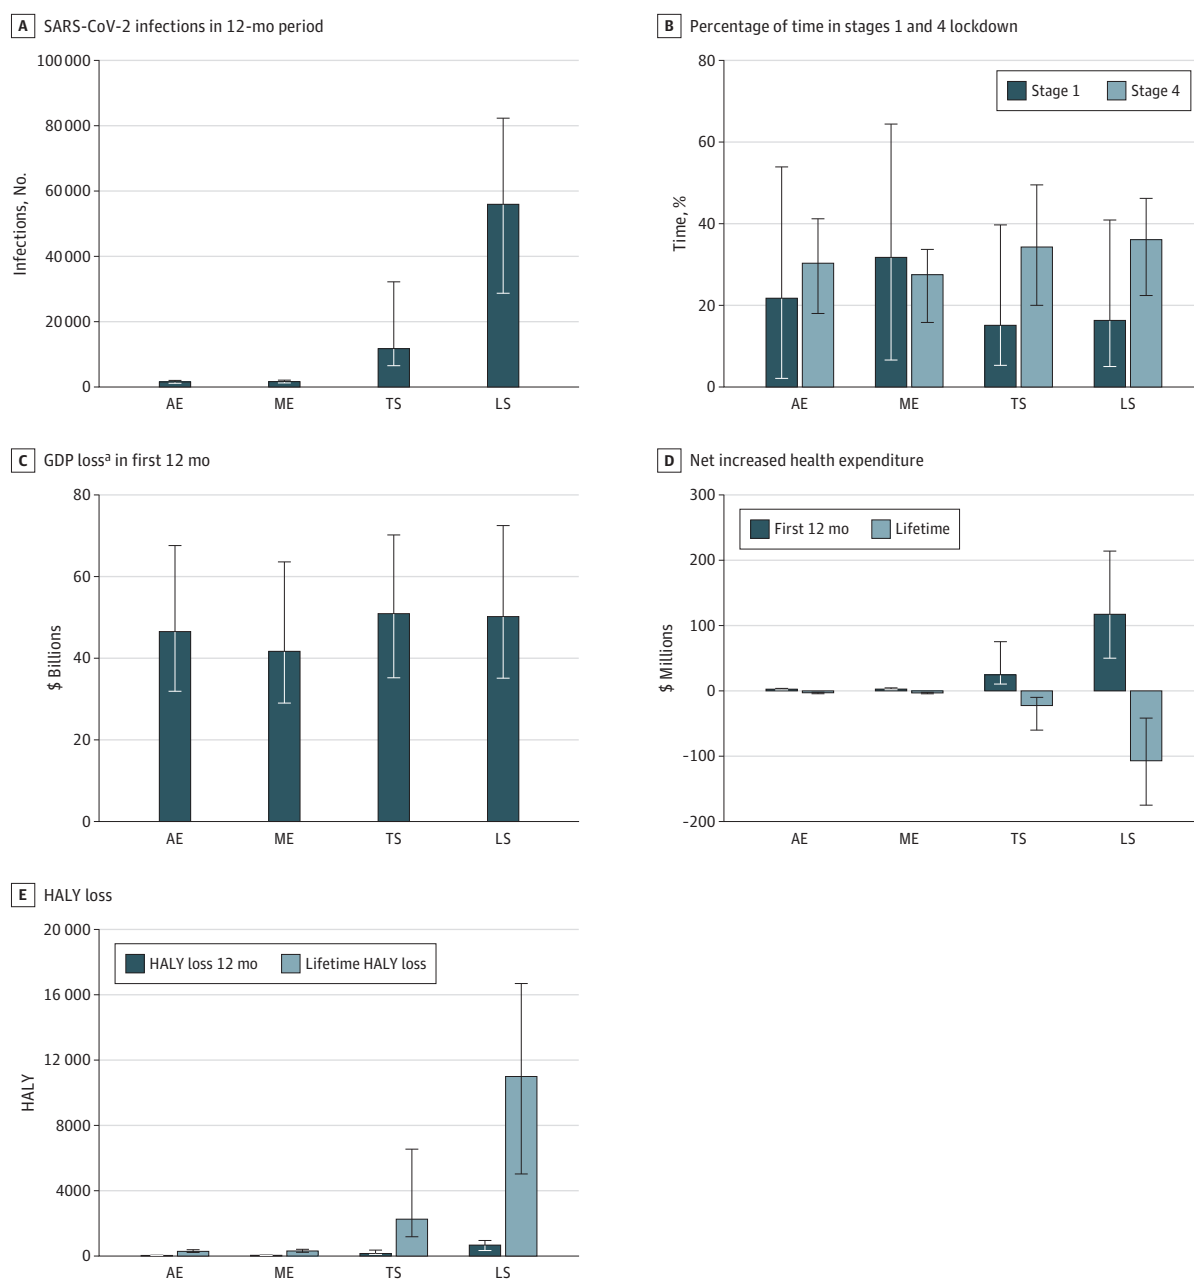 A SARS-CoV-2 infections in 12-mo period
100 000
80 000
60 000
40 000
20 000
0
Infections, No.
AE ME TS LS
B Percentage of time in stages 1 and 4 lockdown
Stage 1 Stage 4
80
60
40
20
0
Time, %
AE ME TS LS
C GDP lossa in first 12 mo
80
60
40
20
0
$ Billions
AE ME TS LS
D Net increased health expenditure
First 12 mo Lifetime
300
200
100
0
-100
-200
$ Millions
AE ME TS LS
E HALY loss
HALY loss 12 mo Lifetime HALY loss
20 000
16 000
12 000
8000
4000
0
HALY
AE ME TS LS